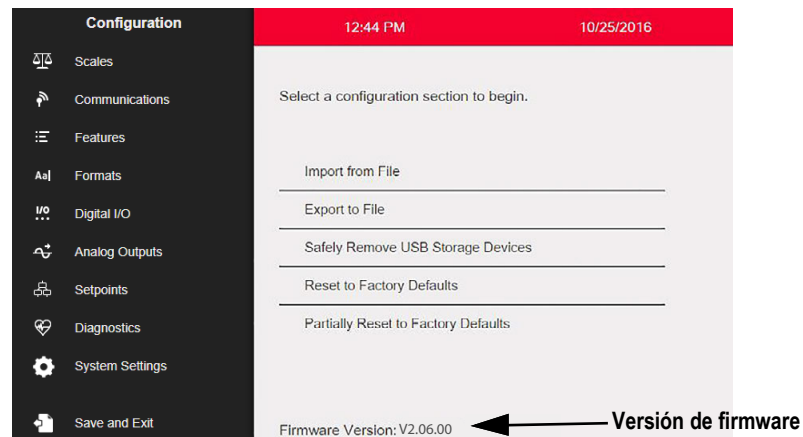 Configuration
12:44 PM
10/25/2016
Scales
Communications
Features
Aa
Formats
I/O
Digital I/O
Analog Outputs
Setpoints
Diagnostics
System Settings
Save and Exit
Select a configuration section to begin.
Import from File
Export to File
Safely Remove USB Storage Devices
Reset to Factory Defaults
Partially Reset to Factory Defaults
Firmware Version: V2.06.00
Versión de firmware